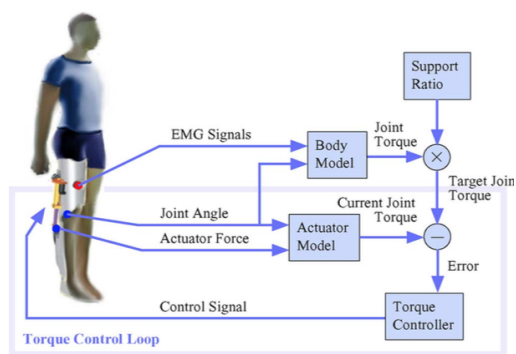 Support
Ratio
EMG Signals
Body
Model
Joint
Torque
Target Join
Torque
Joint Angle
Current Joint
Torque
Actuator Force
Actuator
Model
Error
Control Signal
Torque
Controller
Torque Control Loop